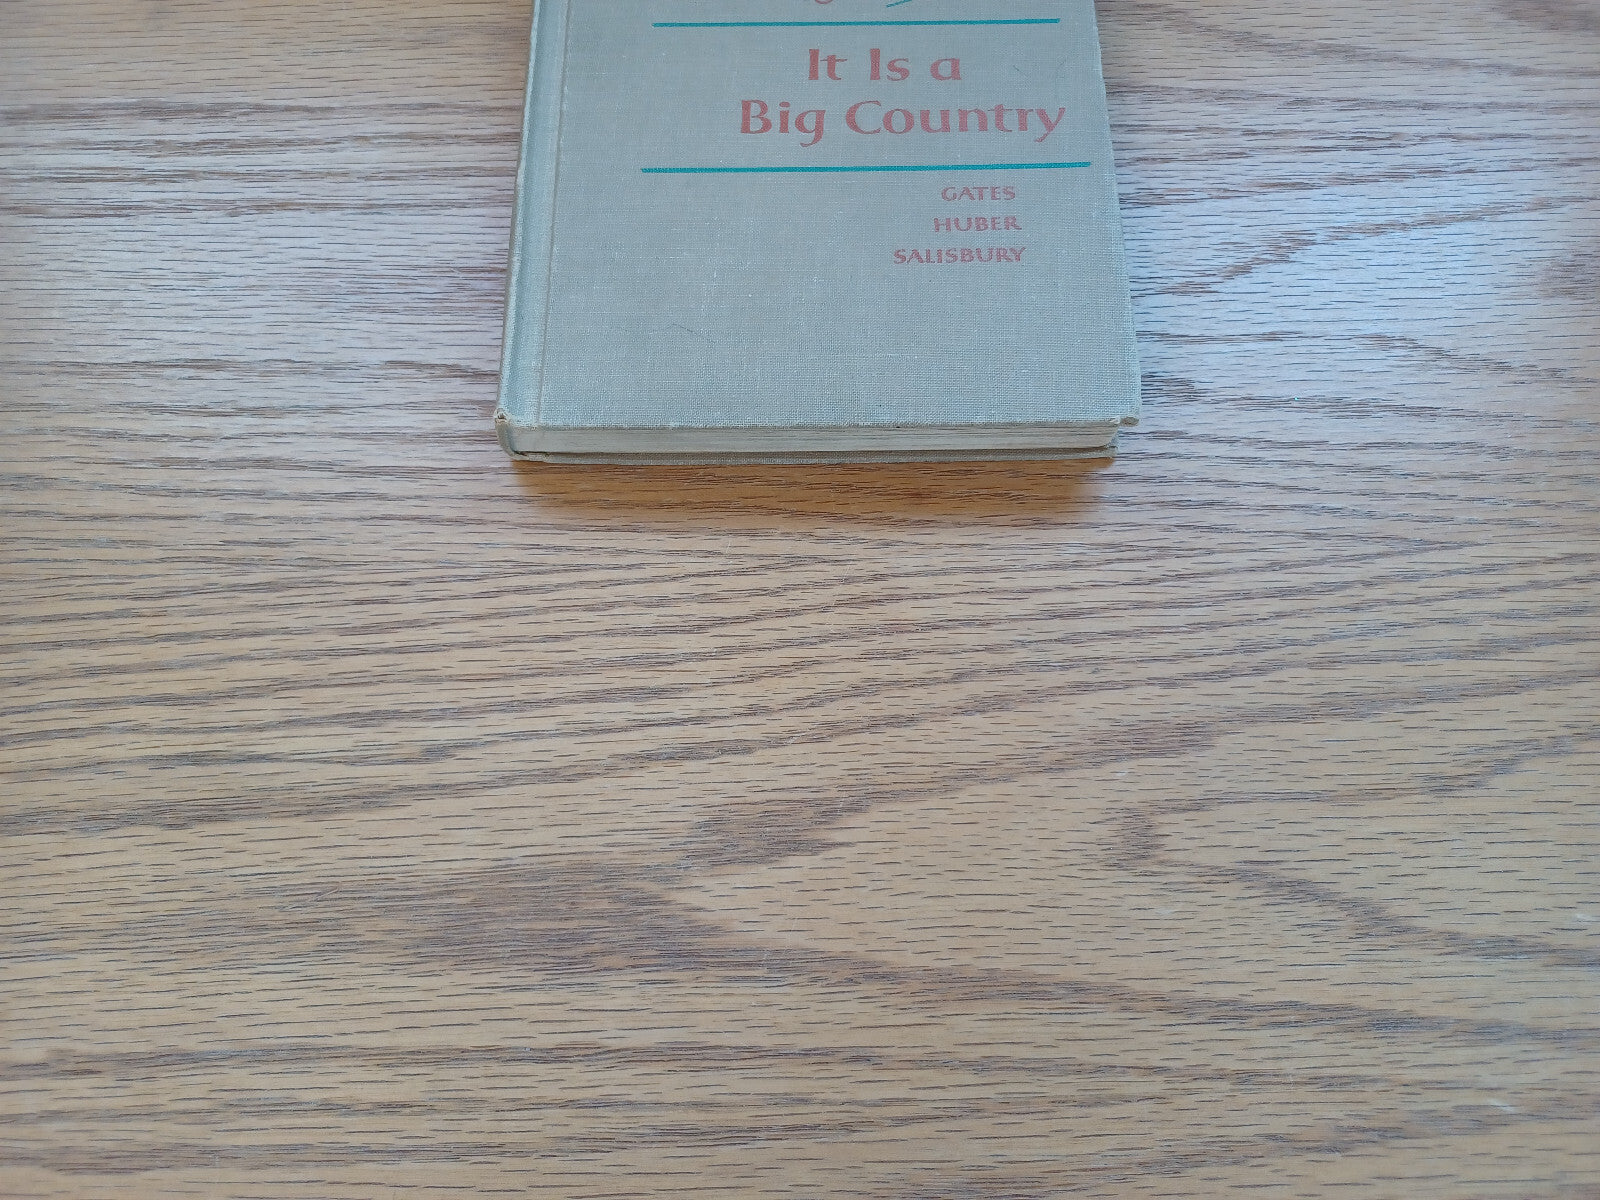 It Is a
Big Country
GATES
HUBER
SALISBURY